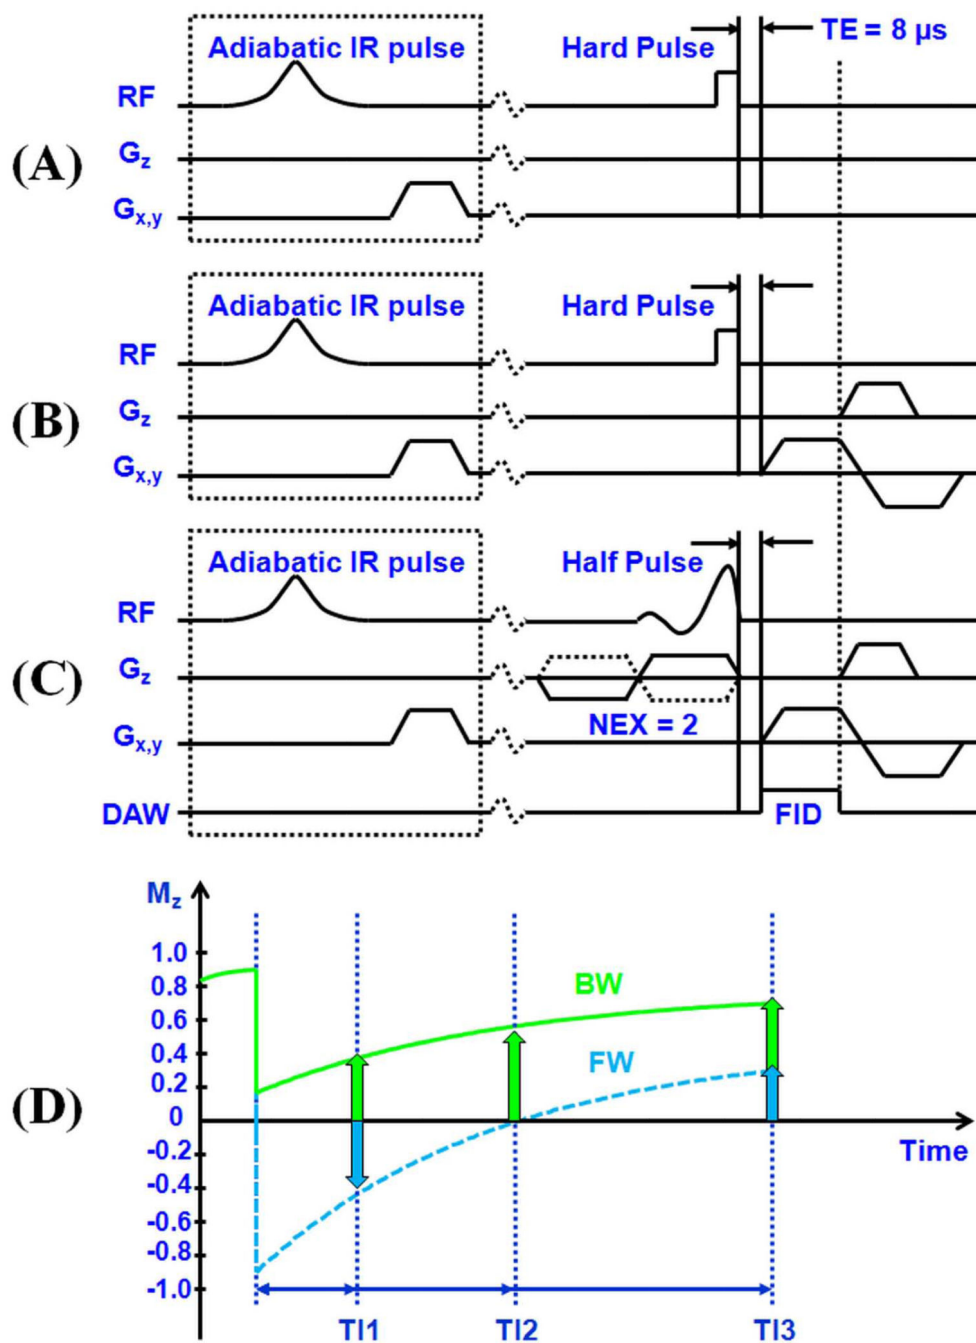 Adiabatic IR pulse Hard Pulse TE = 8 µs
RF
(A) Gz
Gx,y
Adiabatic IR pulse Hard Pulse
RF
(B) Gz
Gx,y
Adiabatic IR pulse Half Pulse
RF
(C) Gz
NEX = 2
Gx,y
DAW FID
Mz
1.0
0.8 BW
0.6
0.4 FW
0.2
(D) 0
-0.2 Time
-0.4
-0.6
-0.8
-1.0
TI1 TI2 TI3